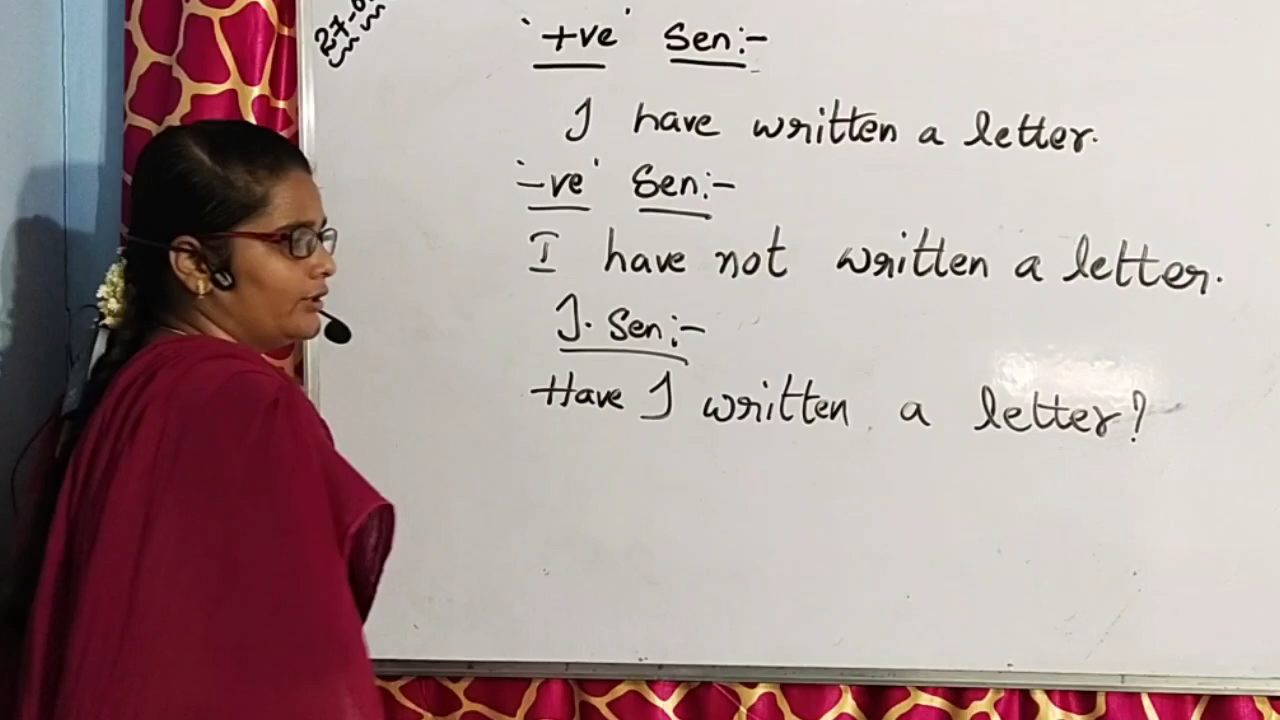 '+ve' Sen:-
I have written a letter.
'-ve' Sen:-
I have not written a letter.
I. Sen:-
Have I written a letter?